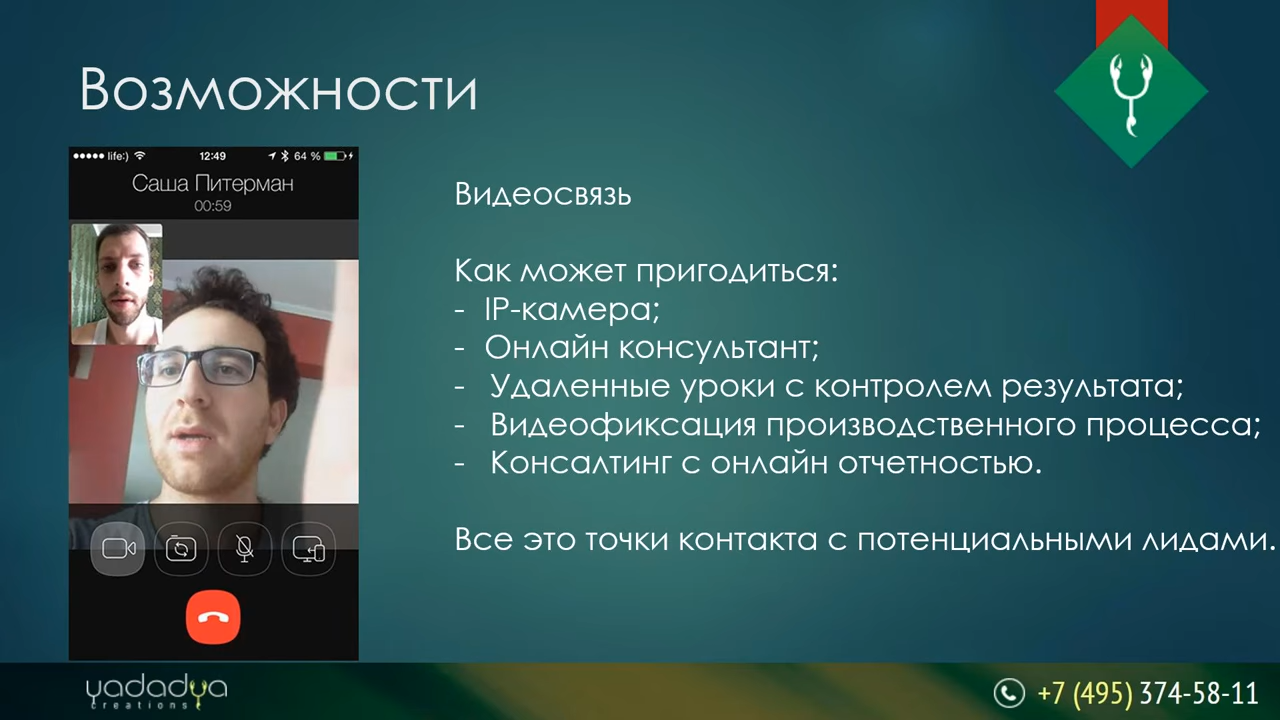 Возможности
life:) 12:49 64 %
Саша Питерман
00:59
Видеосвязь
Как может пригодиться:
- IP-камера;
- Онлайн консультант;
- Удаленные уроки с контролем результата;
- Видеофиксация производственного процесса;
- Консалтинг с онлайн отчетностью.
Все это точки контакта с потенциальными лидами.
yadadya
creations
+7 (495) 374-58-11